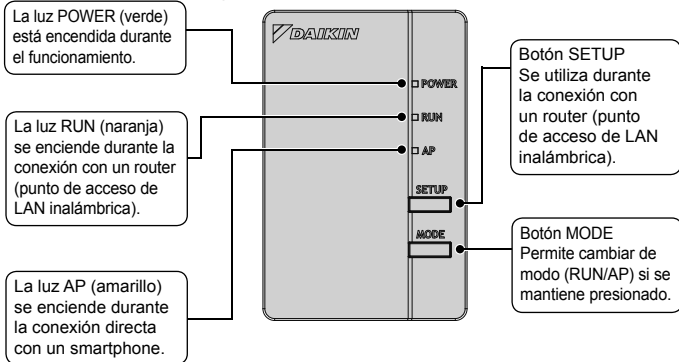 La luz POWER (verde)
está encendida durante
el funcionamiento.
La luz RUN (naranja)
se enciende durante la
conexión con un router
(punto de acceso de
LAN inalámbrica).
La luz AP (amarillo)
se enciende durante
la conexión directa
con un smartphone.
DAIKIN
POWER
RUN
AP
SETUP
MODE
Botón SETUP
Se utiliza durante
la conexión con
un router (punto
de acceso de LAN
inalámbrica).
Botón MODE
Permite cambiar de
modo (RUN/AP) si se
mantiene presionado.